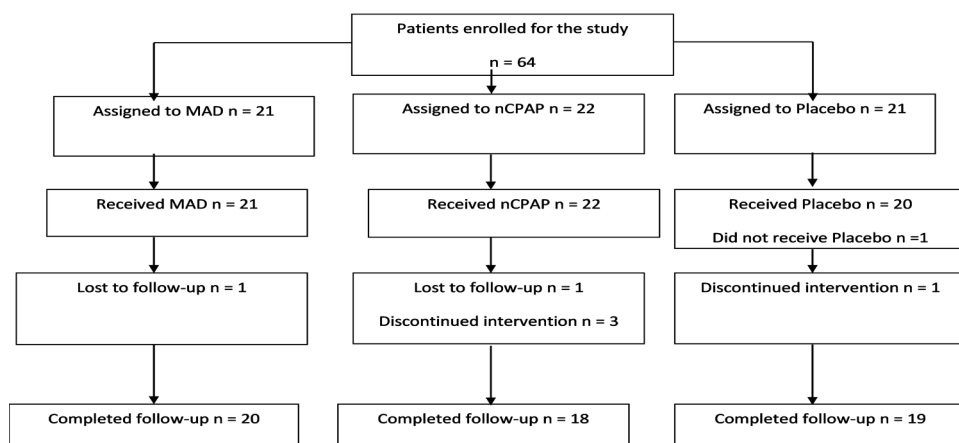 Patients enrolled for the study
n = 64
Assigned to MAD n = 21
Assigned to nCPAP n = 22
Assigned to Placebo n = 21
Received MAD n = 21
Received nCPAP n = 22
Received Placebo n = 20
Did not receive Placebo n =1
Lost to follow-up n = 1
Lost to follow-up n = 1
Discontinued intervention n = 3
Discontinued intervention n = 1
Completed follow-up n = 20
Completed follow-up n = 18
Completed follow-up n = 19